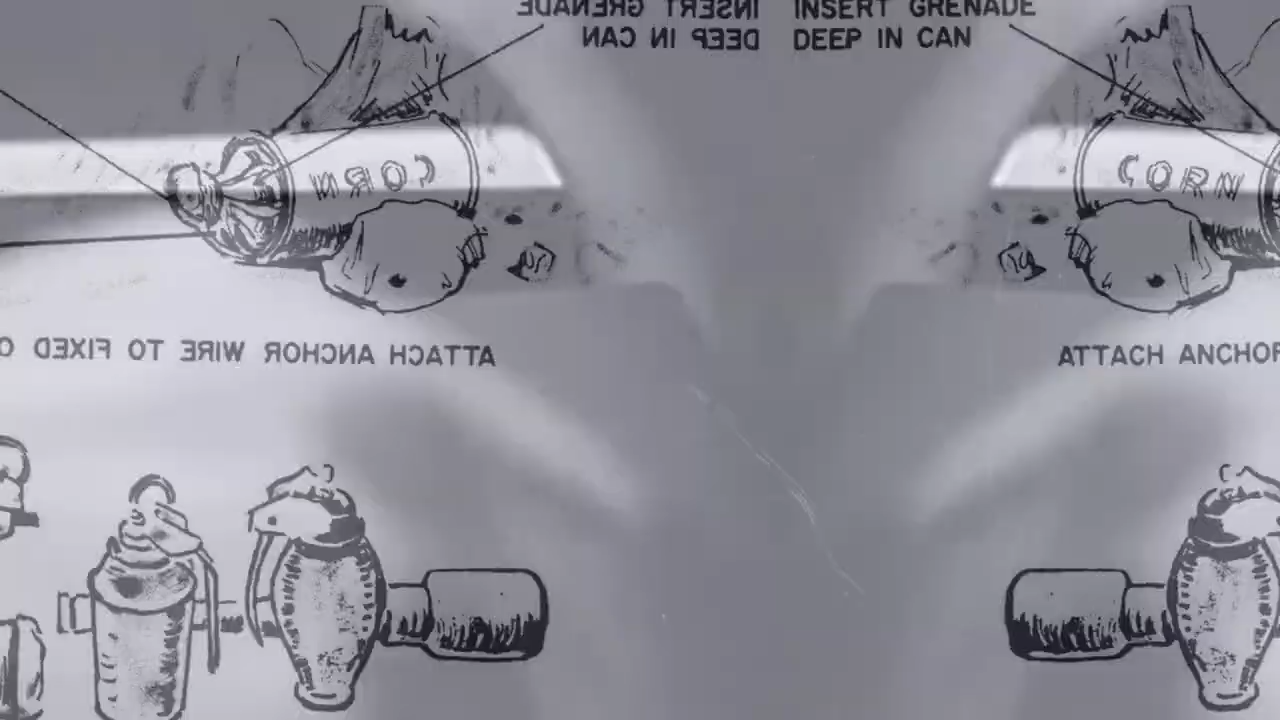 INSERT GRENADE INSERT GRENADE
DEEP IN CAN DEEP IN CAN
CORN CORN
ATTACH ANCHOR WIRE TO FIXED O ATTACH ANCHOR